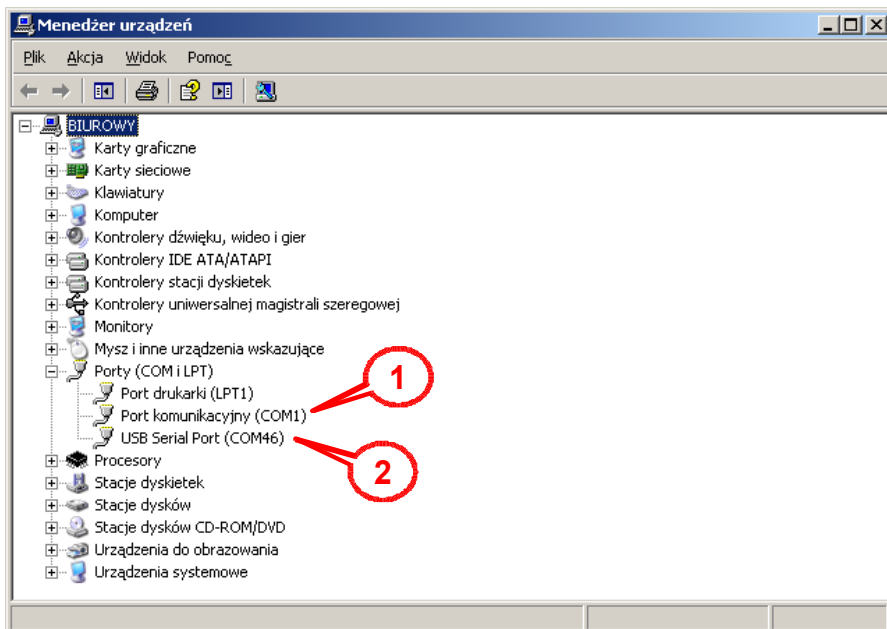 Menedżer urządzeń
Plik Akcja Widok Pomoc
BIUROWY
Karty graficzne
Karty sieciowe
Klawiatury
Komputer
Kontrolery dźwięku, wideo i gier
Kontrolery IDE ATA/ATAPI
Kontrolery stacji dyskietek
Kontrolery uniwersalnej magistrali szeregowej
Monitory
Mysz i inne urządzenia wskazujące
Porty (COM i LPT)
1
Port drukarki (LPT1)
Port komunikacyjny (COM1)
USB Serial Port (COM46)
2
Procesory
Stacje dyskietek
Stacje dysków
Stacje dysków CD-ROM/DVD
Urządzenia do obrazowania
Urządzenia systemowe